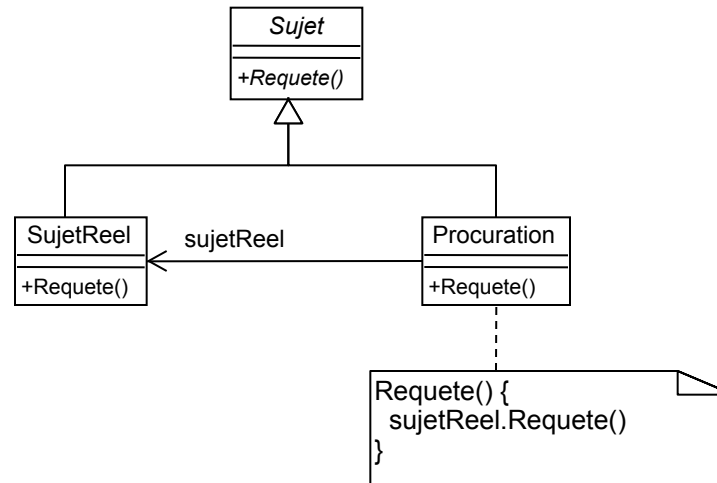 Sujet
+Requete()
SujetReel
+Requete()
sujetReel
Procuration
+Requete()
Requete() {
sujetReel.Requete()
}